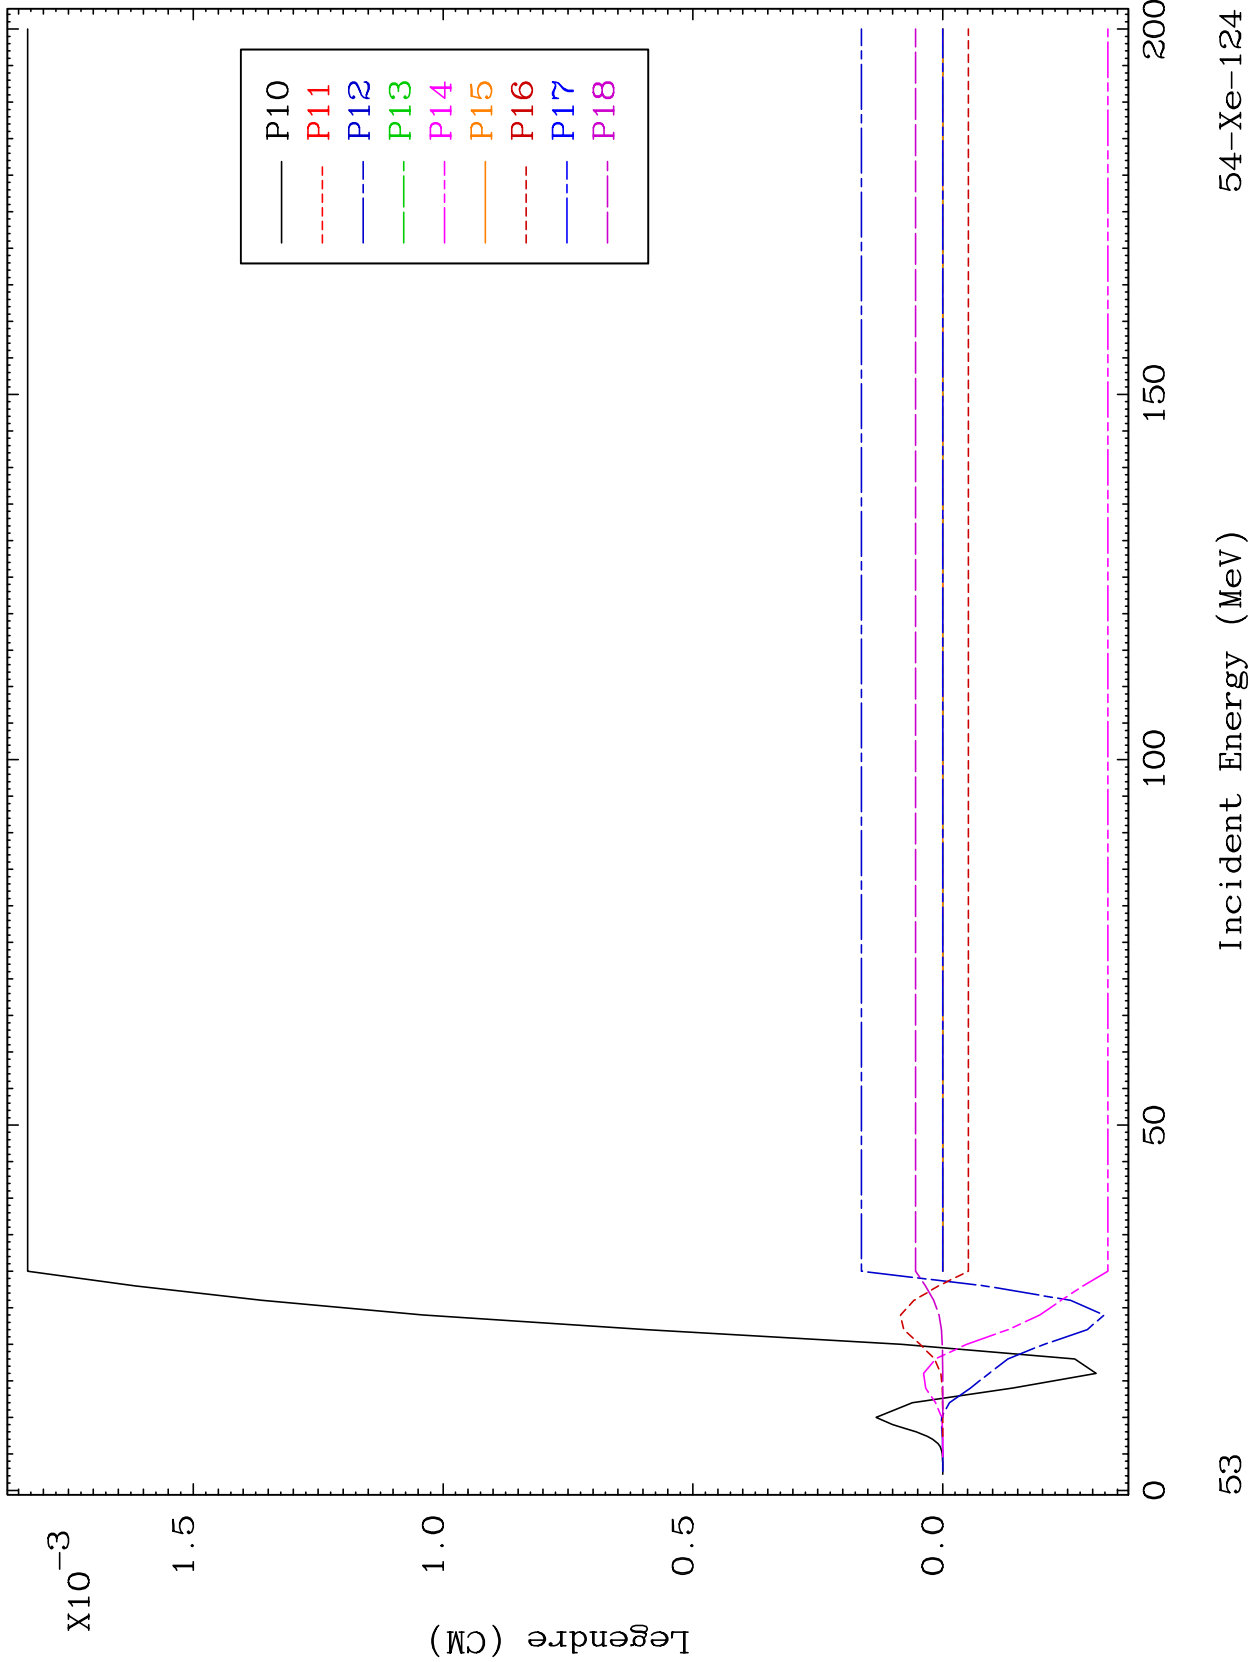 X10-3
1.5
1.0
0.5
0.0
Legendre (CM)
P10
P11
P12
P13
P14
P15
P16
P17
P18
0 50 100 150 200
53 Incident Energy (MeV) 54-Xe-124